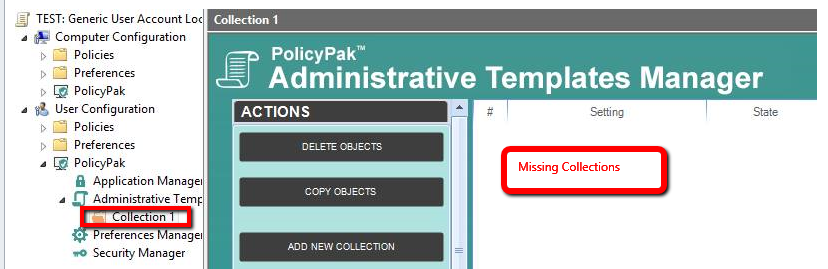 TEST: Generic User Account Loc
Computer Configuration
Policies
Preferences
PolicyPak
User Configuration
Policies
Preferences
PolicyPak
Application Manager
Administrative Temp
Collection 1
Preferences Manager
Security Manager
Collection 1
PolicyPak™
Administrative Templates Manager
ACTIONS
DELETE OBJECTS
COPY OBJECTS
ADD NEW COLLECTION
# Setting State
Missing Collections